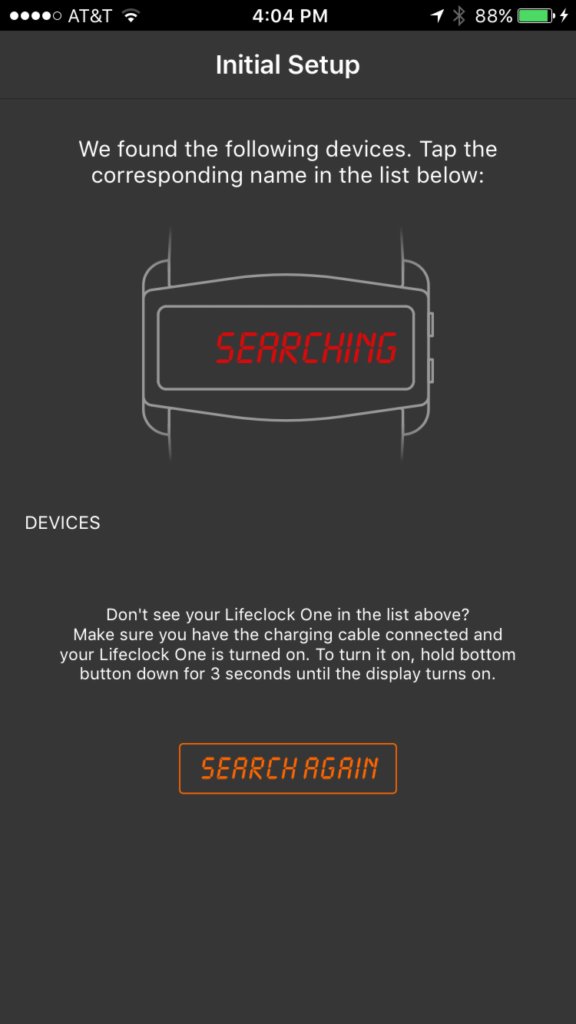 AT&T 4:04 PM 88%
Initial Setup
We found the following devices. Tap the
corresponding name in the list below:
SEARCHING
DEVICES
Don't see your Lifeclock One in the list above?
Make sure you have the charging cable connected and
your Lifeclock One is turned on. To turn it on, hold bottom
button down for 3 seconds until the display turns on.
SEARCH AGAIN